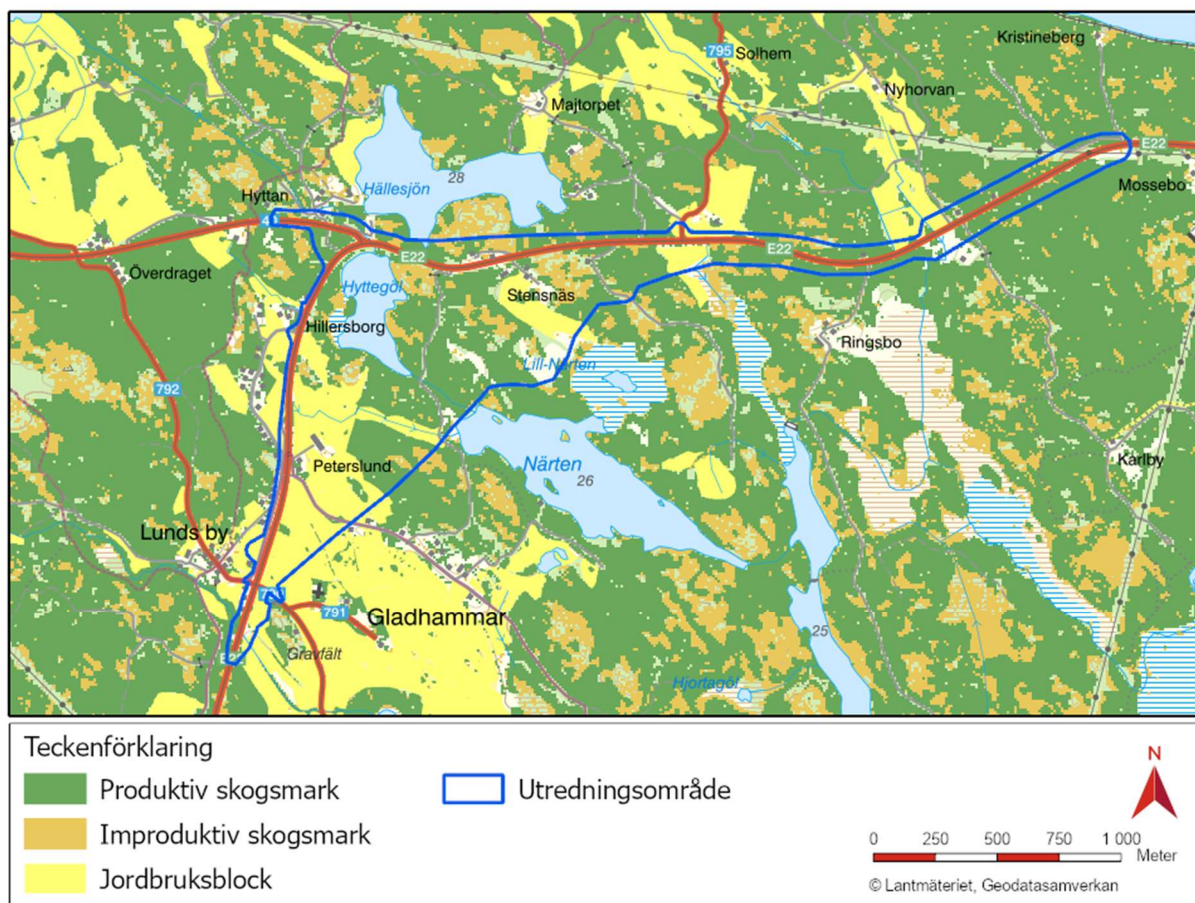 Kristineberg
795
Solhem
Nyhorvan
Majtorpet
E22
Mossebo
Hällesjön
28
Hyttan
E22
E22
Överdraget
Hyttegöl
Stensnäs
Hillersborg
Ringsbo
Lill-Närten
792
Närten
26
Peterslund
Karlby
Lunds by
791
Gladhammar
Gravfält
25
Hjortagöl
Teckenförklaring
Produktiv skogsmark
Improduktiv skogsmark
Jordbruksblock
Utredningsområde
N
0 250 500 750 1 000
Meter
© Lantmäteriet, Geodatasamverkan